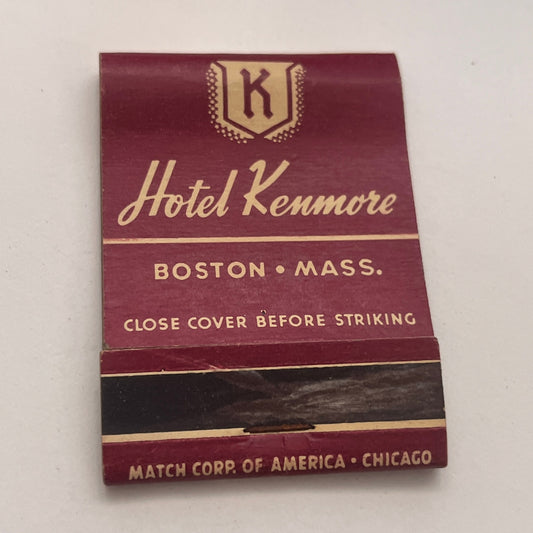 K
Hotel Kenmore
BOSTON • MASS.
CLOSE COVER BEFORE STRIKING
MATCH CORP. OF AMERICA • CHICAGO